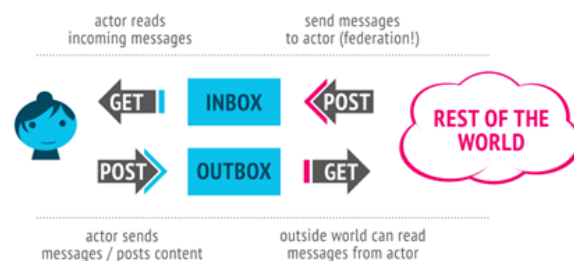 actor reads
incoming messages
send messages
to actor (federation!)
GET
INBOX
POST
REST OF THE
WORLD
POST
OUTBOX
GET
actor sends
messages / posts content
outside world can read
messages from actor